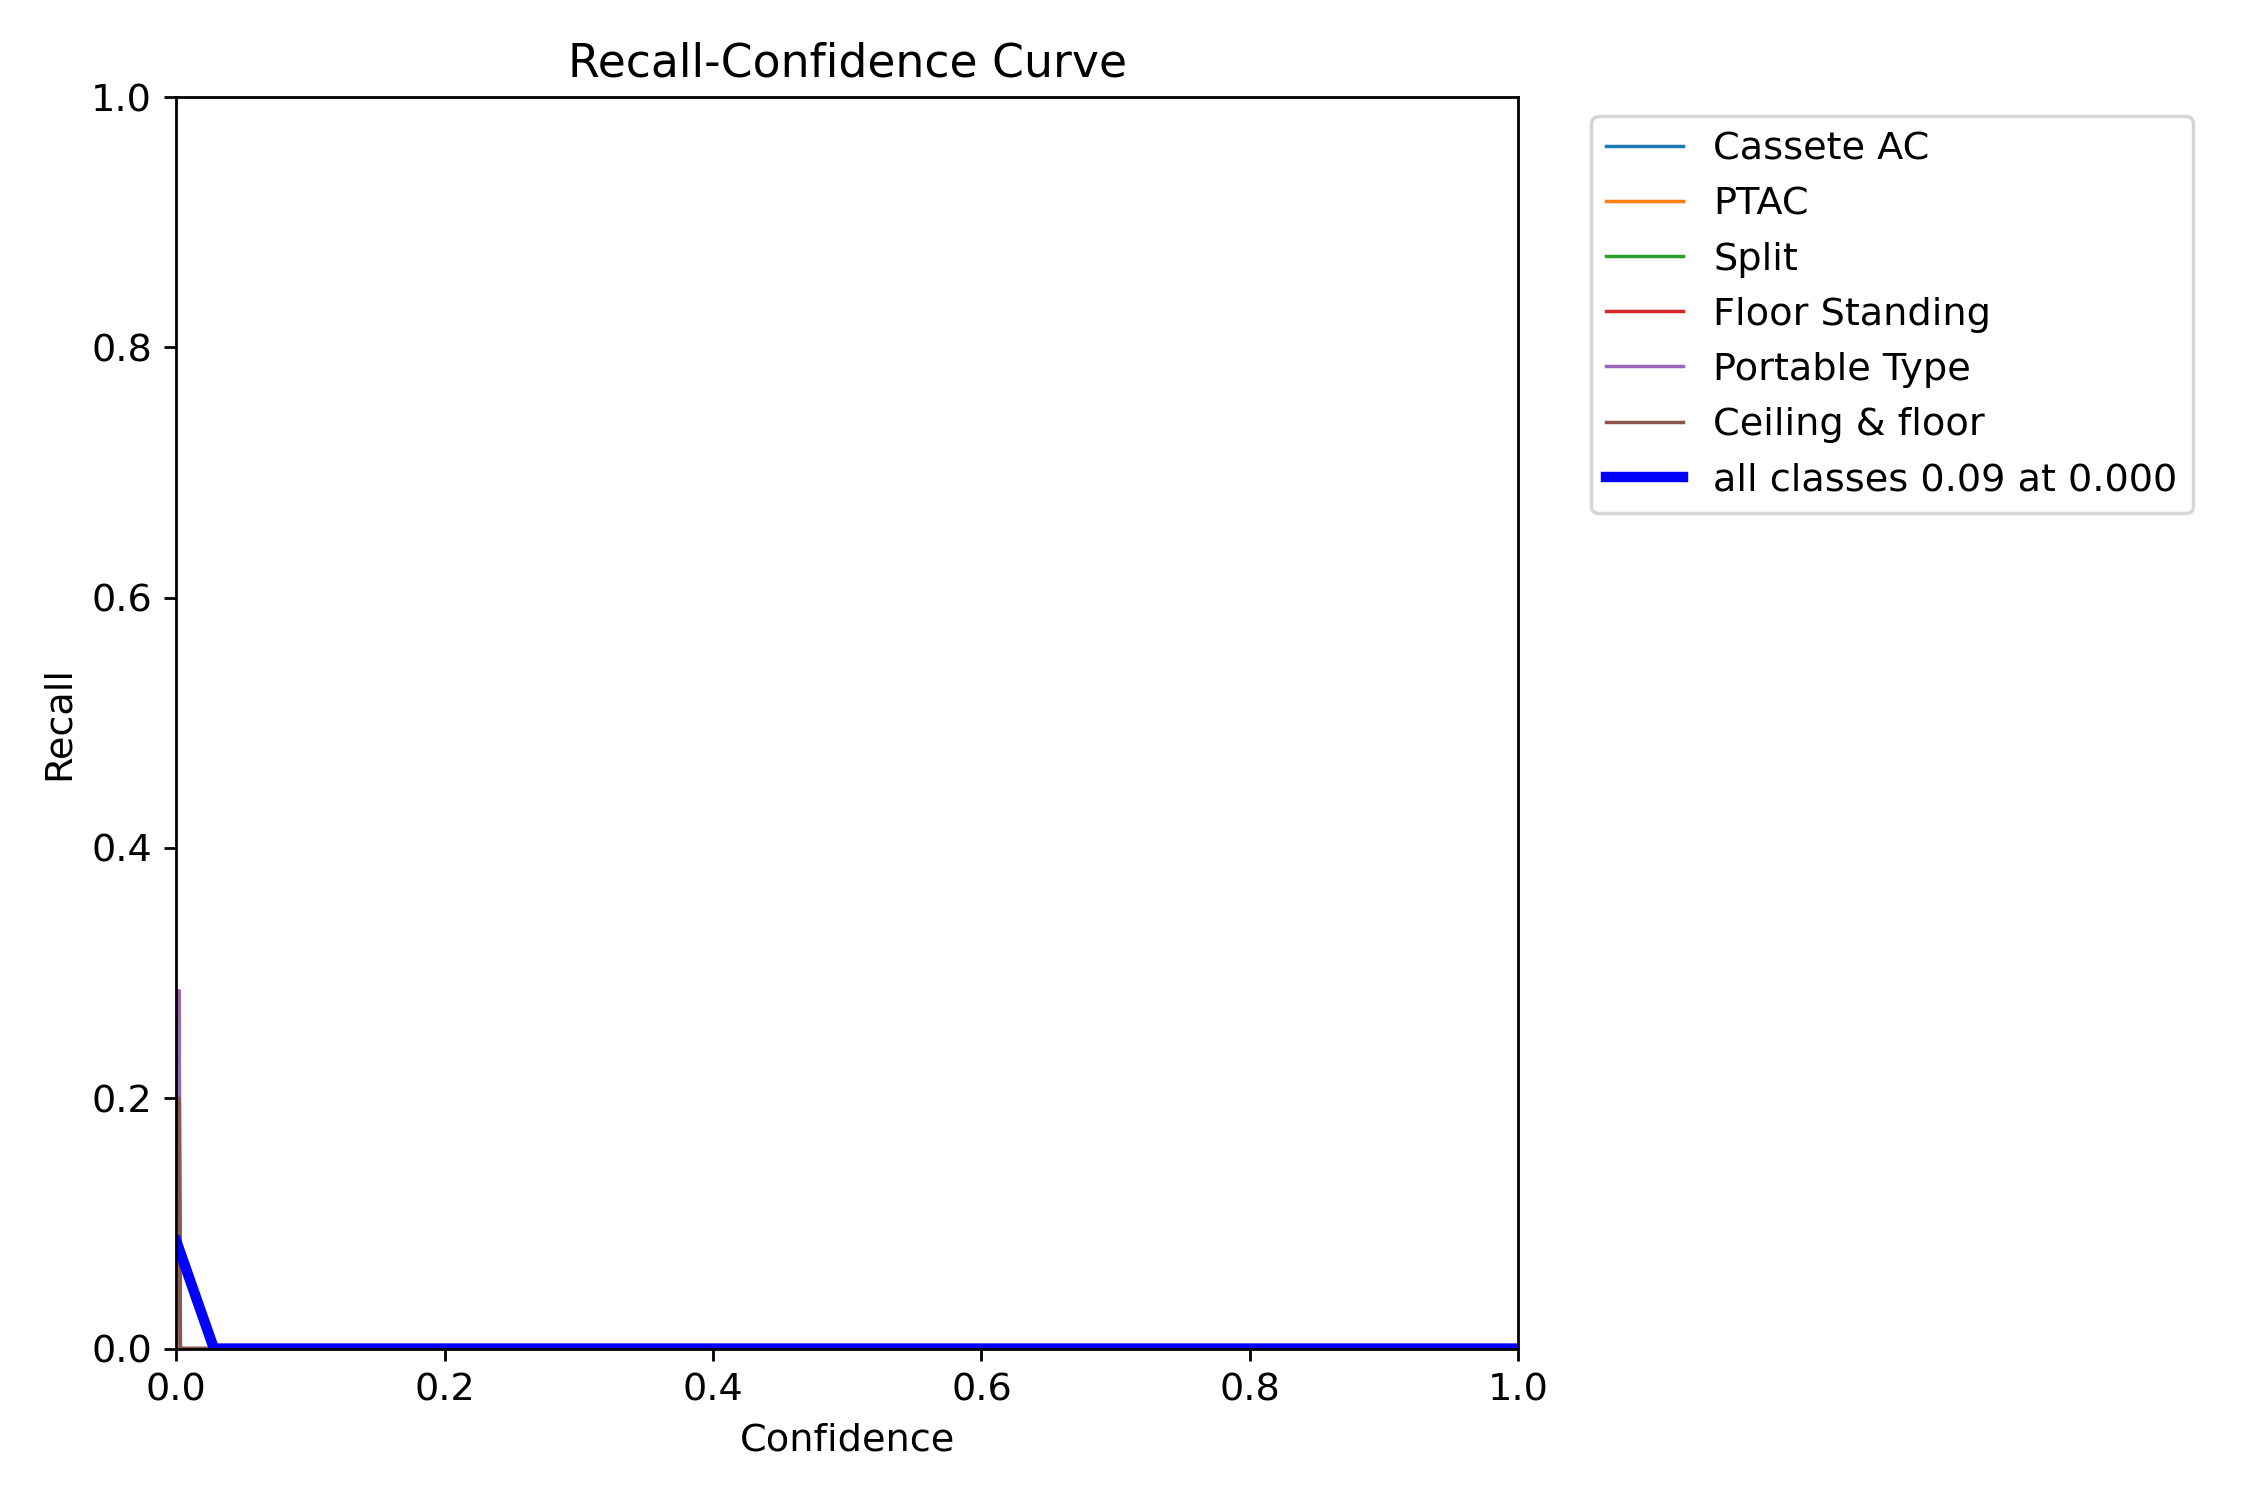 Recall-Confidence Curve
1.0
0.8
0.6
0.4
0.2
0.0
Recall
0.0 0.2 0.4 0.6 0.8 1.0
Confidence
Cassete AC
PTAC
Split
Floor Standing
Portable Type
Ceiling & floor
all classes 0.09 at 0.000